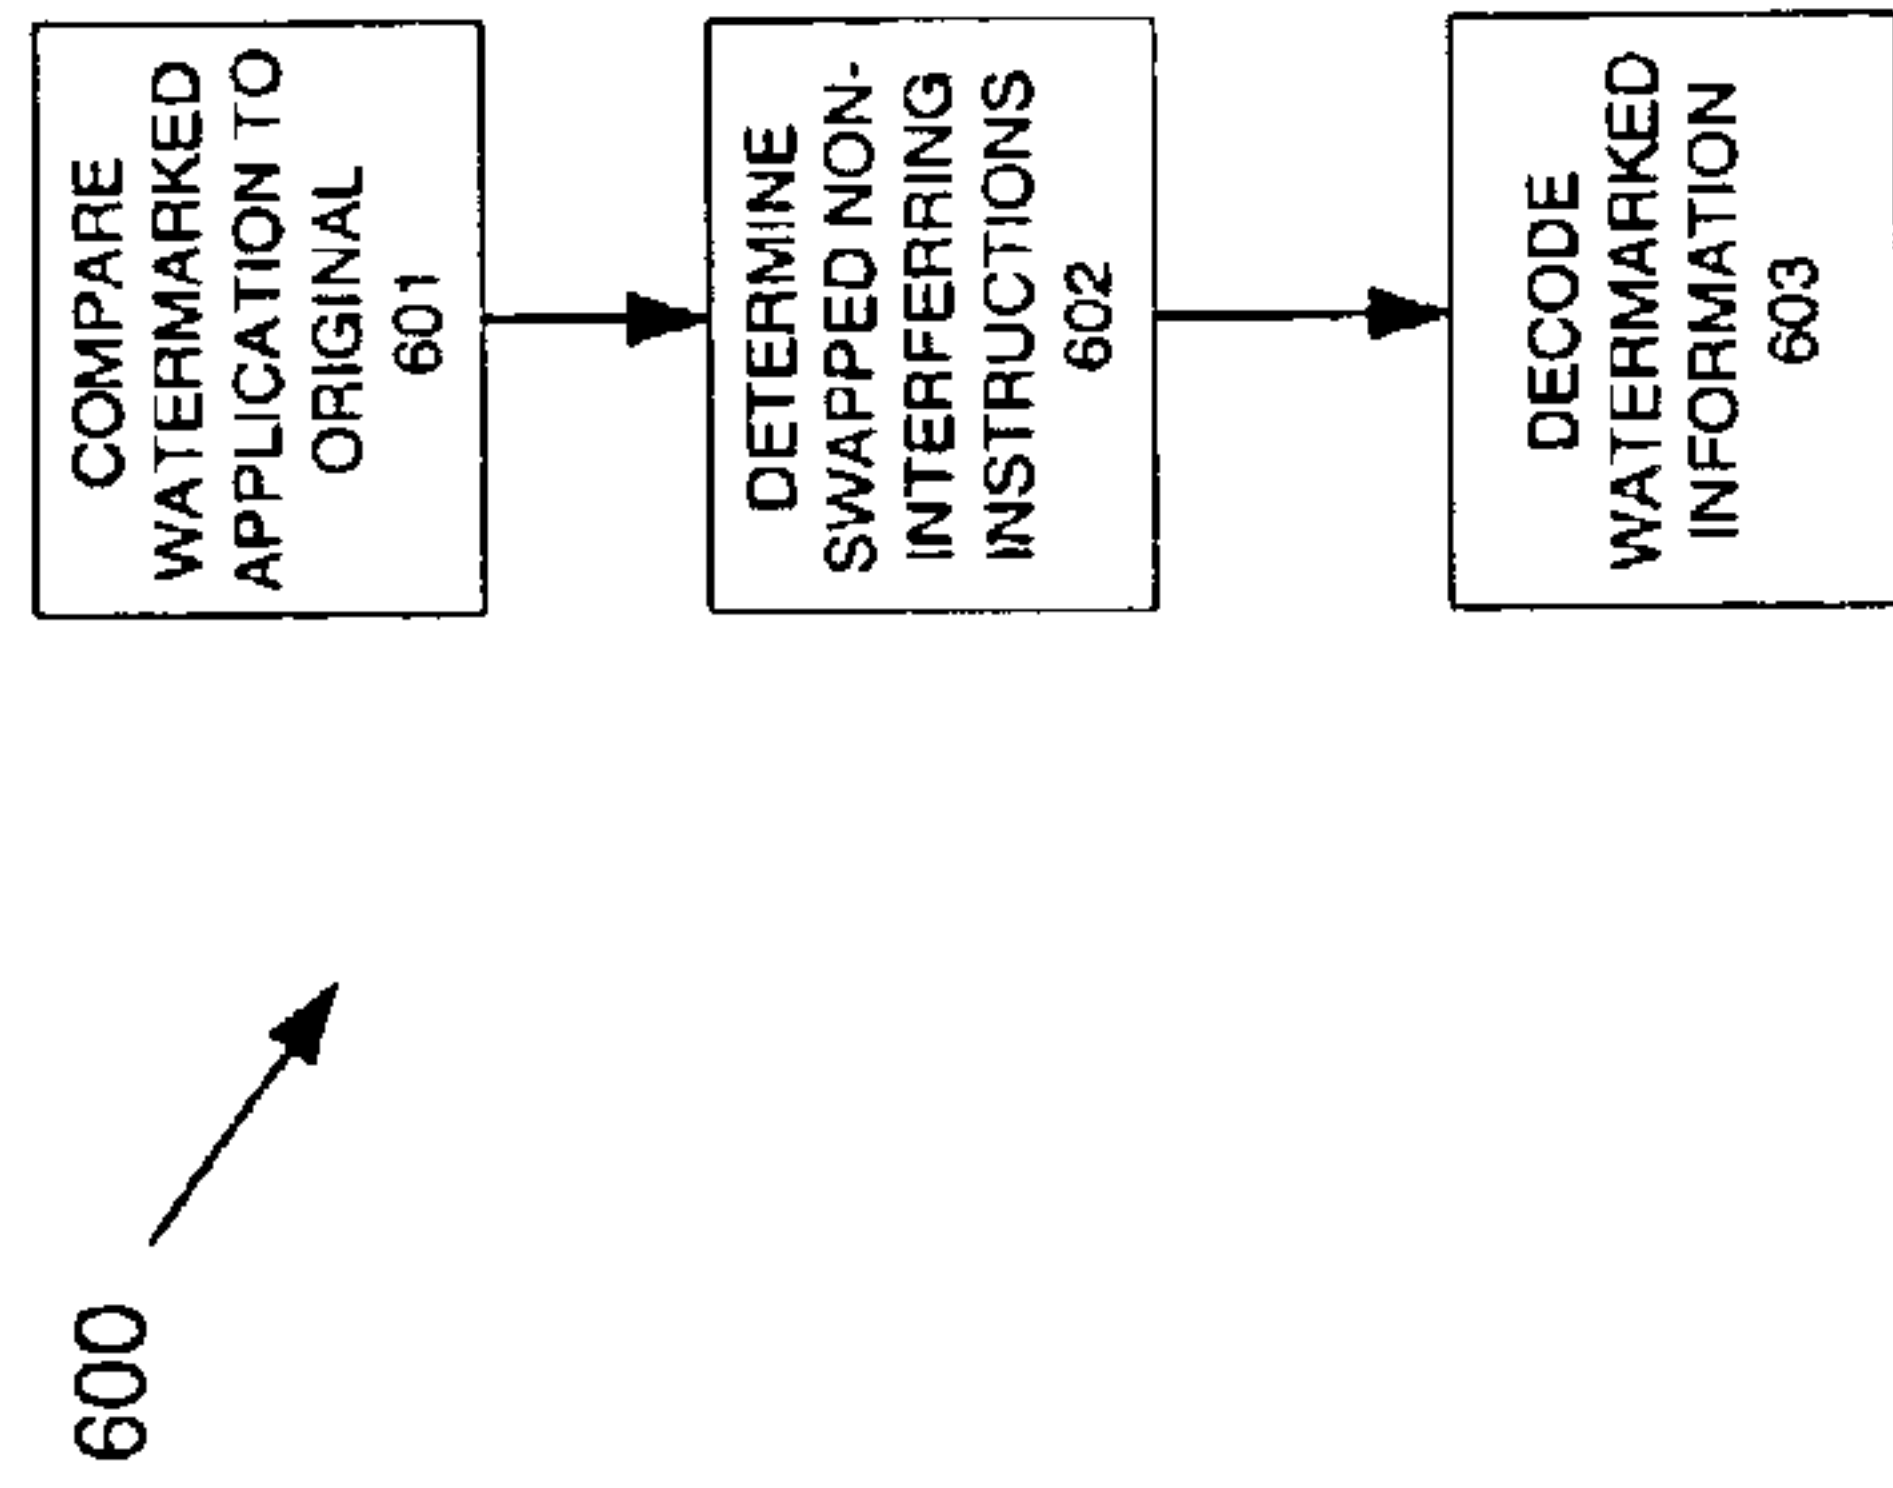 600
COMPARE
WATERMARKED
APPLICATION TO
ORIGINAL
601
DETERMINE
SWAPPED NON-
INTERFERRING
INSTRUCTIONS
602
DECODE
WATERMARKED
INFORMATION
603